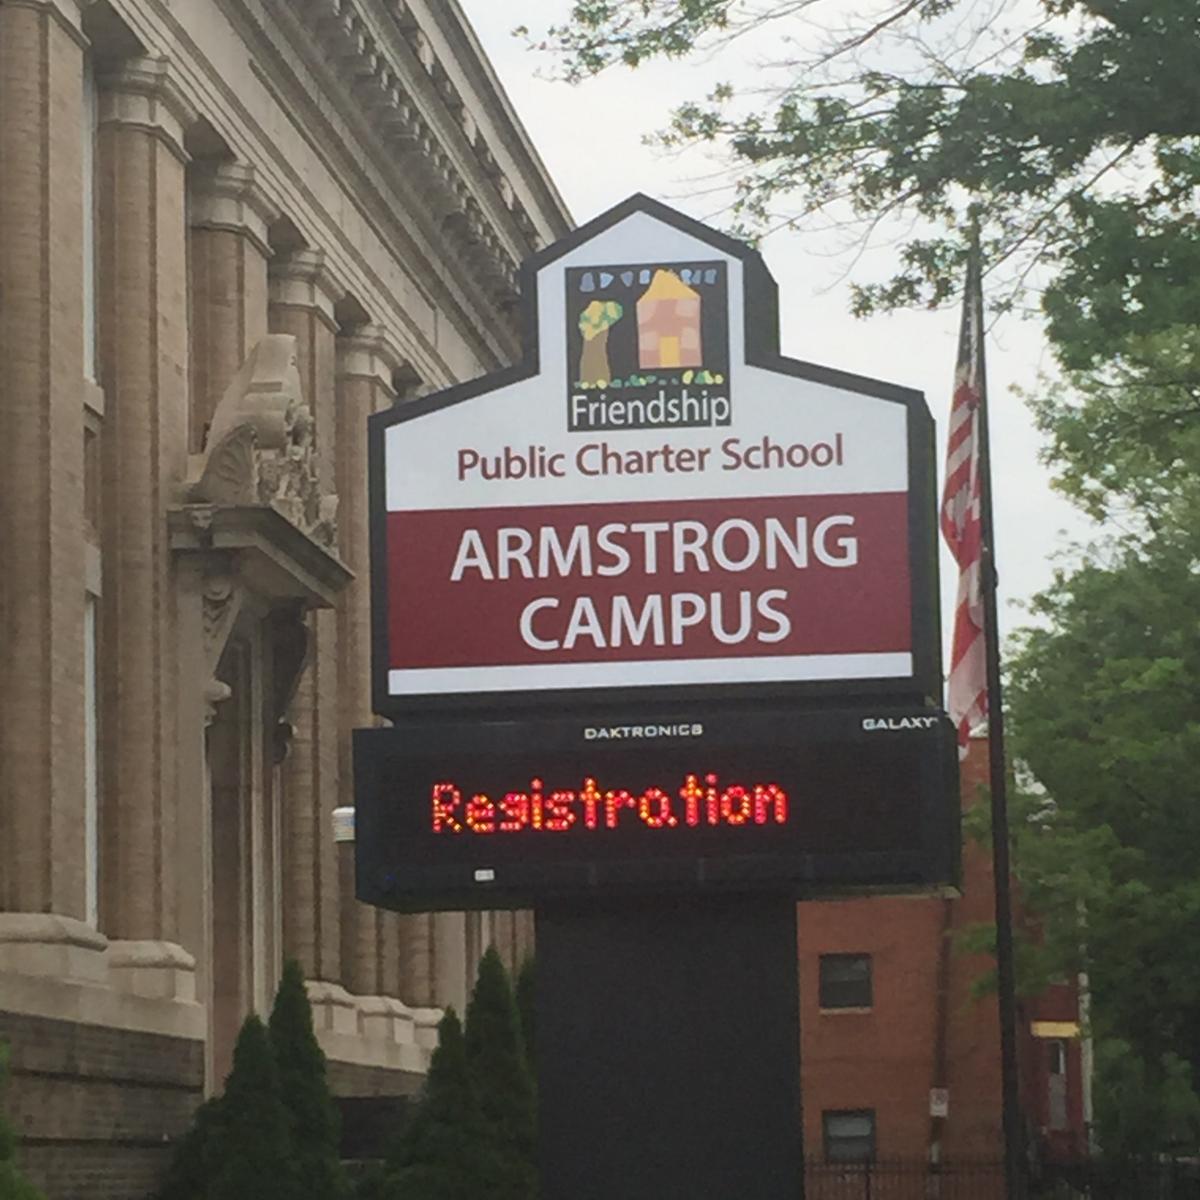 Friendship
Public Charter School
ARMSTRONG
CAMPUS
DAKTRONICS
GALAXY
Registration